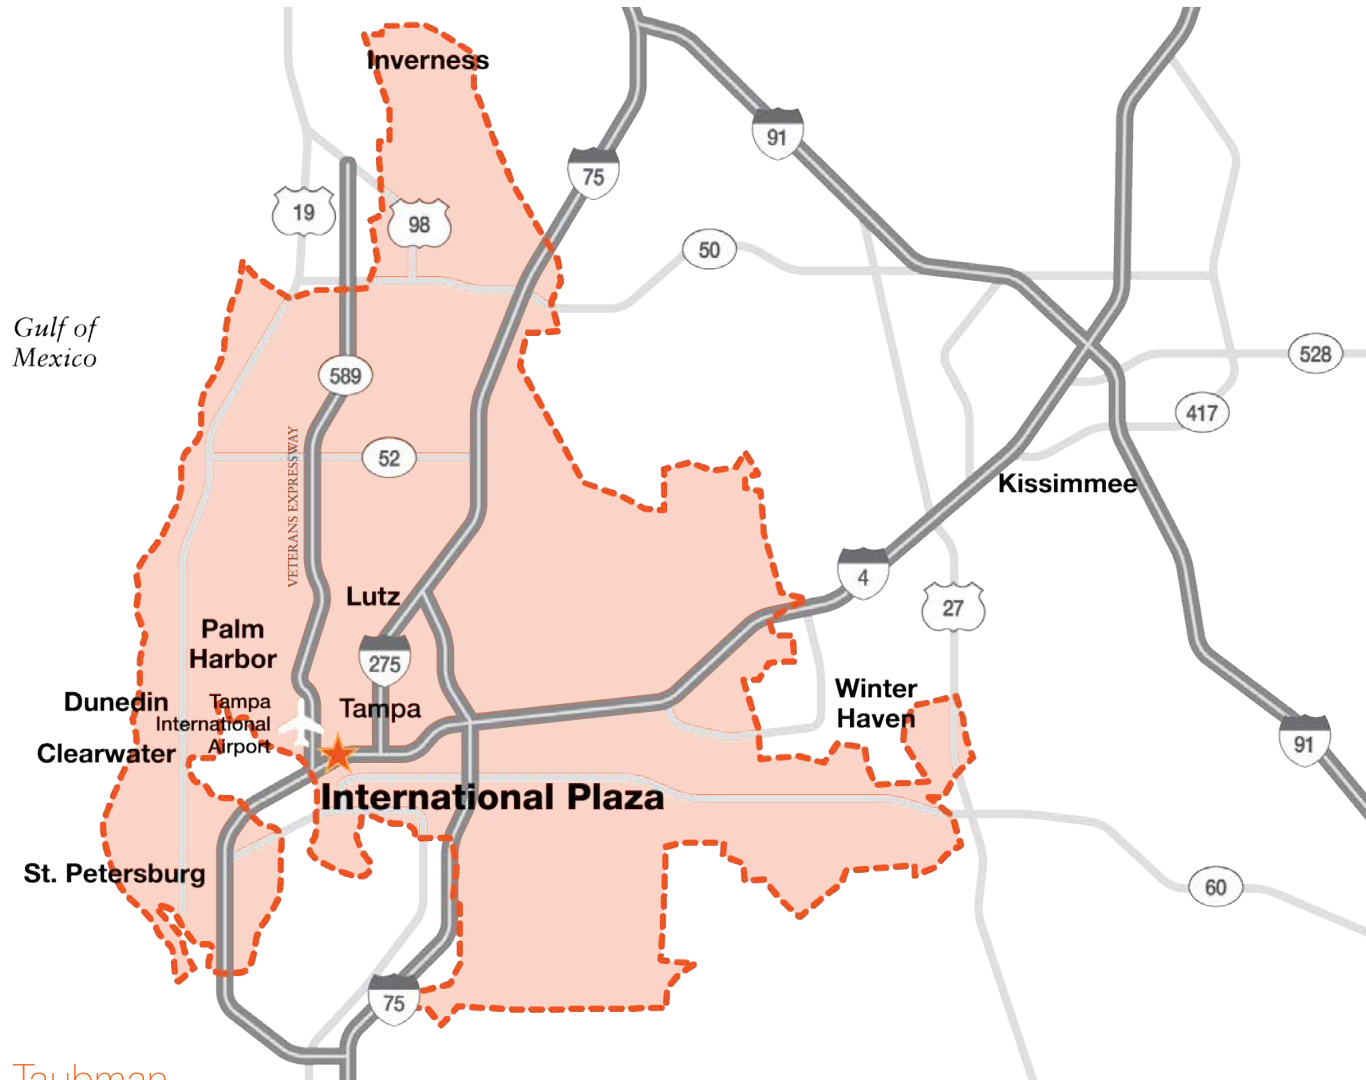 Inverness
91
75
19
98
50
Gulf of
Mexico
528
589
417
52
VETERANS EXPRESSWAY
Kissimmee
4
Lutz
27
Palm
Harbor
275
Winter
Haven
Dunedin
Tampa
International
Airport
Tampa
Clearwater
91
International Plaza
St. Petersburg
60
75
Taubman